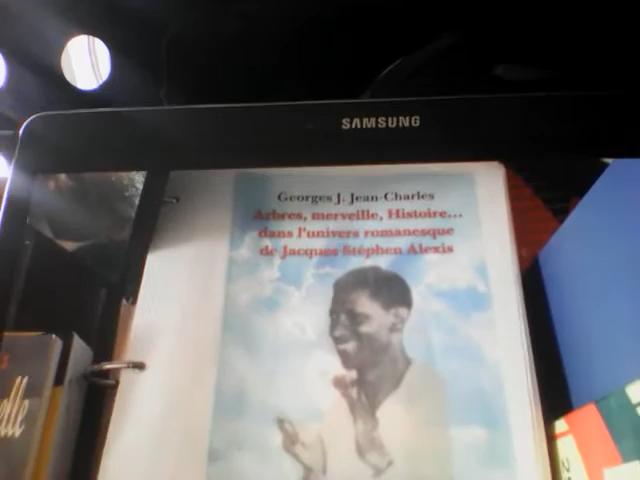 SAMSUNG
Georges J. Jean-Charles
Arbres, merveille, Histoire...
dans l'univers romanesque
de Jacques Stéphen Alexis
elle